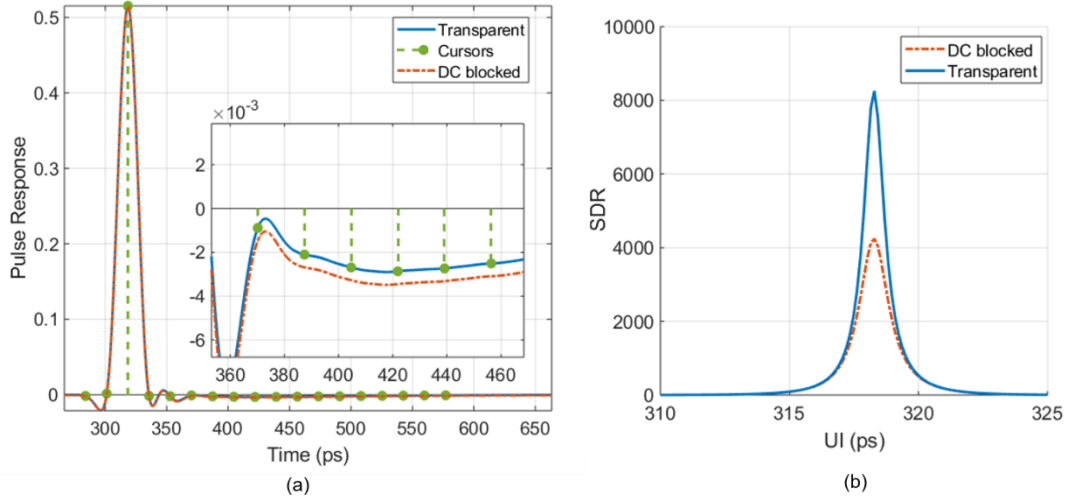 0.5
0.4
0.3
0.2
0.1
0
Pulse Response
300 350 400 450 500 550 600 650
Time (ps)
Transparent
Cursors
DC blocked
×10⁻³
2
0
-2
-4
-6
360 380 400 420 440 460
(a)
10000
8000
6000
4000
2000
0
SDR
310 315 320 325
UI (ps)
DC blocked
Transparent
(b)